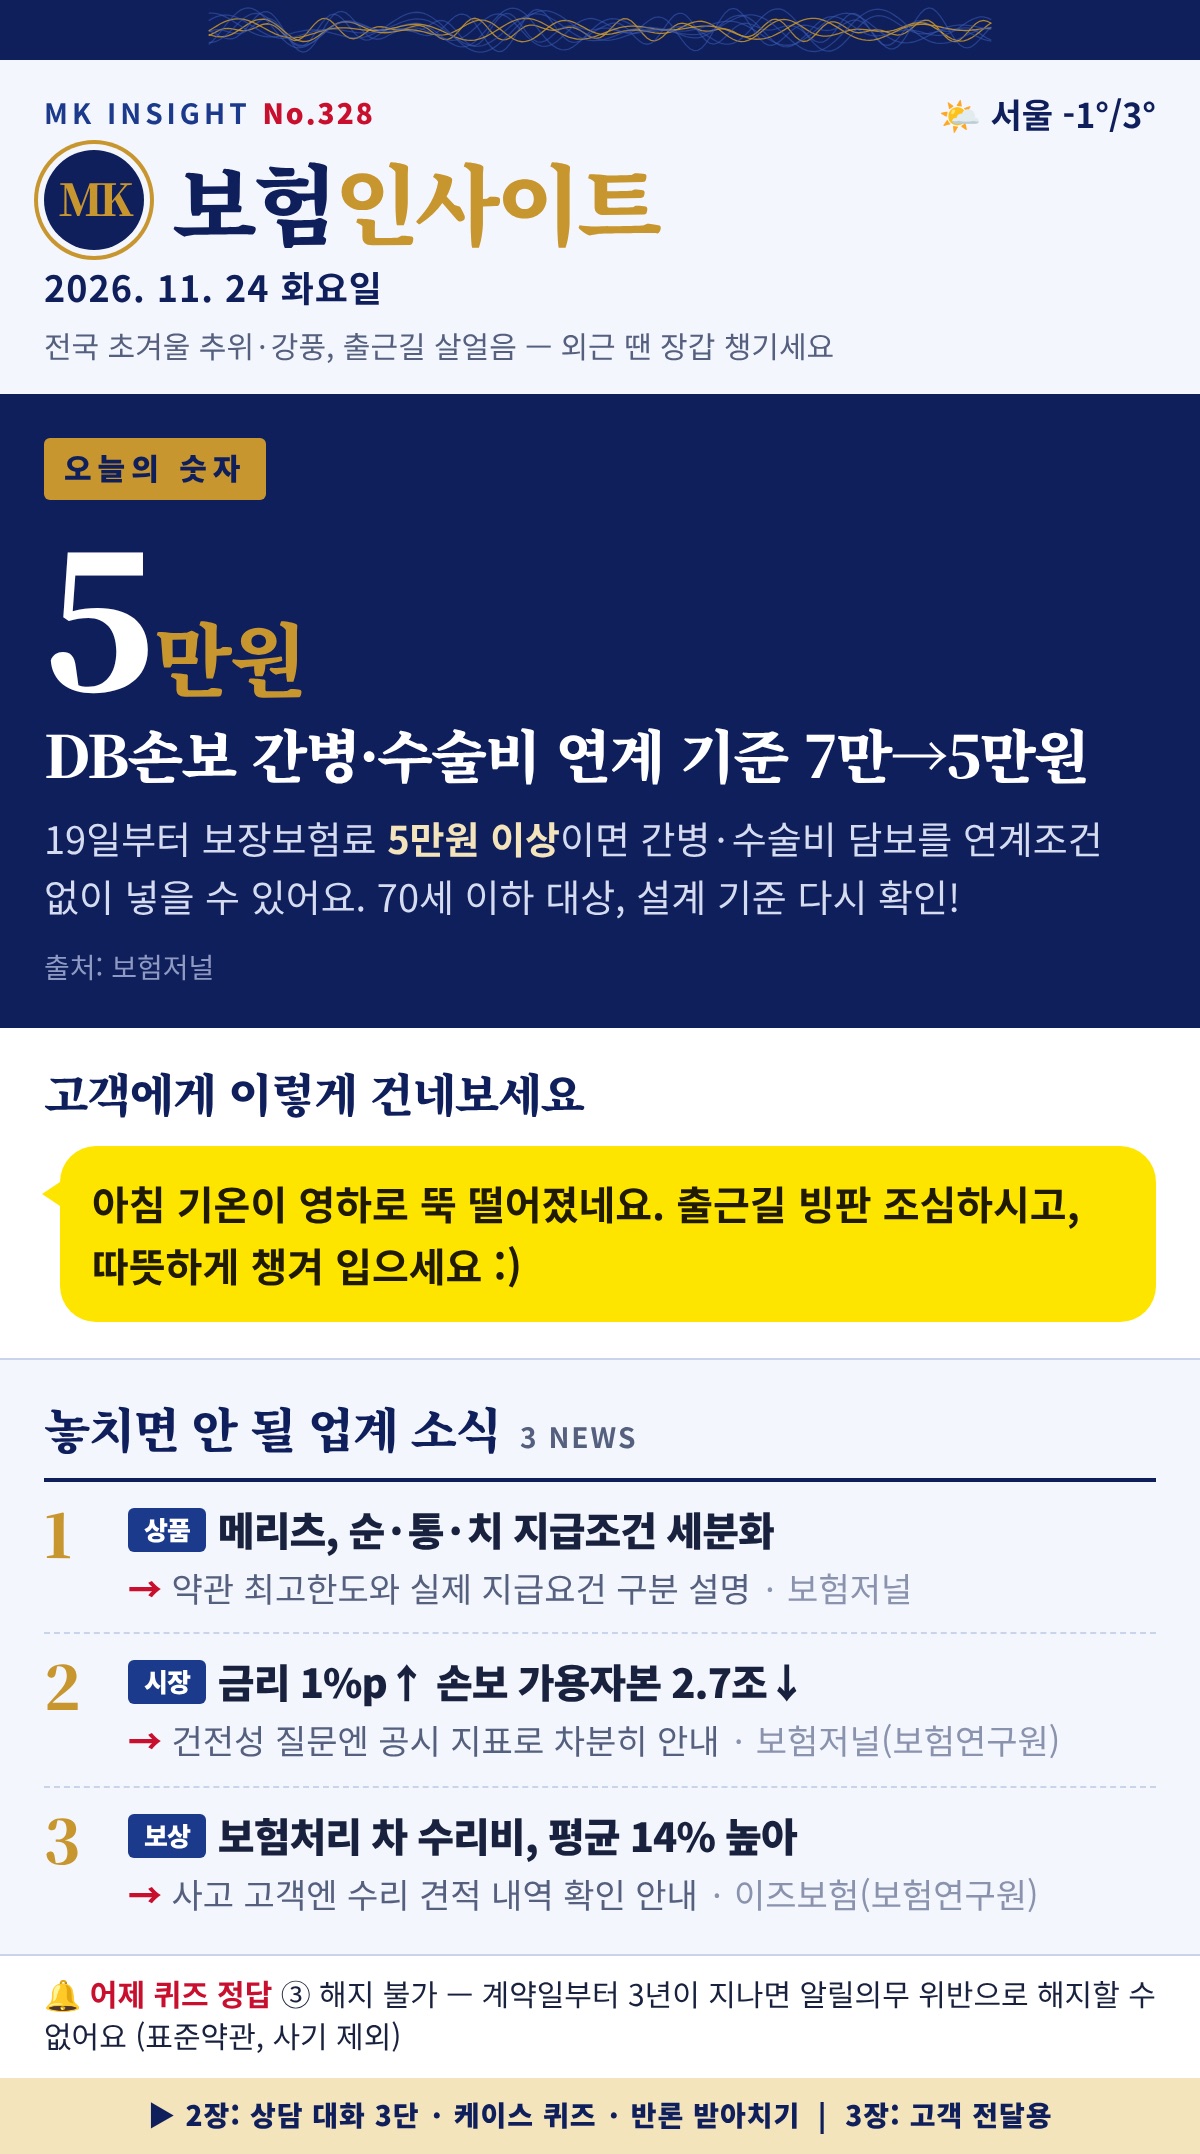 MK INSIGHT No.328
🌤️ 서울 -1°/3°
MK 보험인사이트
2026. 11. 24 화요일
전국 초겨울 추위·강풍, 출근길 살얼음 — 외근 땐 장갑 챙기세요
오늘의 숫자
5만원
DB손보 간병·수술비 연계 기준 7만→5만원
19일부터 보장보험료 5만원 이상이면 간병·수술비 담보를 연계조건
없이 넣을 수 있어요. 70세 이하 대상, 설계 기준 다시 확인!
출처: 보험저널
고객에게 이렇게 건네보세요
아침 기온이 영하로 뚝 떨어졌네요. 출근길 빙판 조심하시고,
따뜻하게 챙겨 입으세요 :)
놓치면 안 될 업계 소식 3 NEWS
1 상품 메리츠, 순·통·치 지급조건 세분화
→ 약관 최고한도와 실제 지급요건 구분 설명 · 보험저널
2 시장 금리 1%p↑ 손보 가용자본 2.7조↓
→ 건전성 질문엔 공시 지표로 차분히 안내 · 보험저널(보험연구원)
3 보상 보험처리 차 수리비, 평균 14% 높아
→ 사고 고객엔 수리 견적 내역 확인 안내 · 이즈보험(보험연구원)
🔔 어제 퀴즈 정답 ③ 해지 불가 — 계약일부터 3년이 지나면 알릴의무 위반으로 해지할 수
없어요 (표준약관, 사기 제외)
▶ 2장: 상담 대화 3단 · 케이스 퀴즈 · 반론 받아치기 | 3장: 고객 전달용